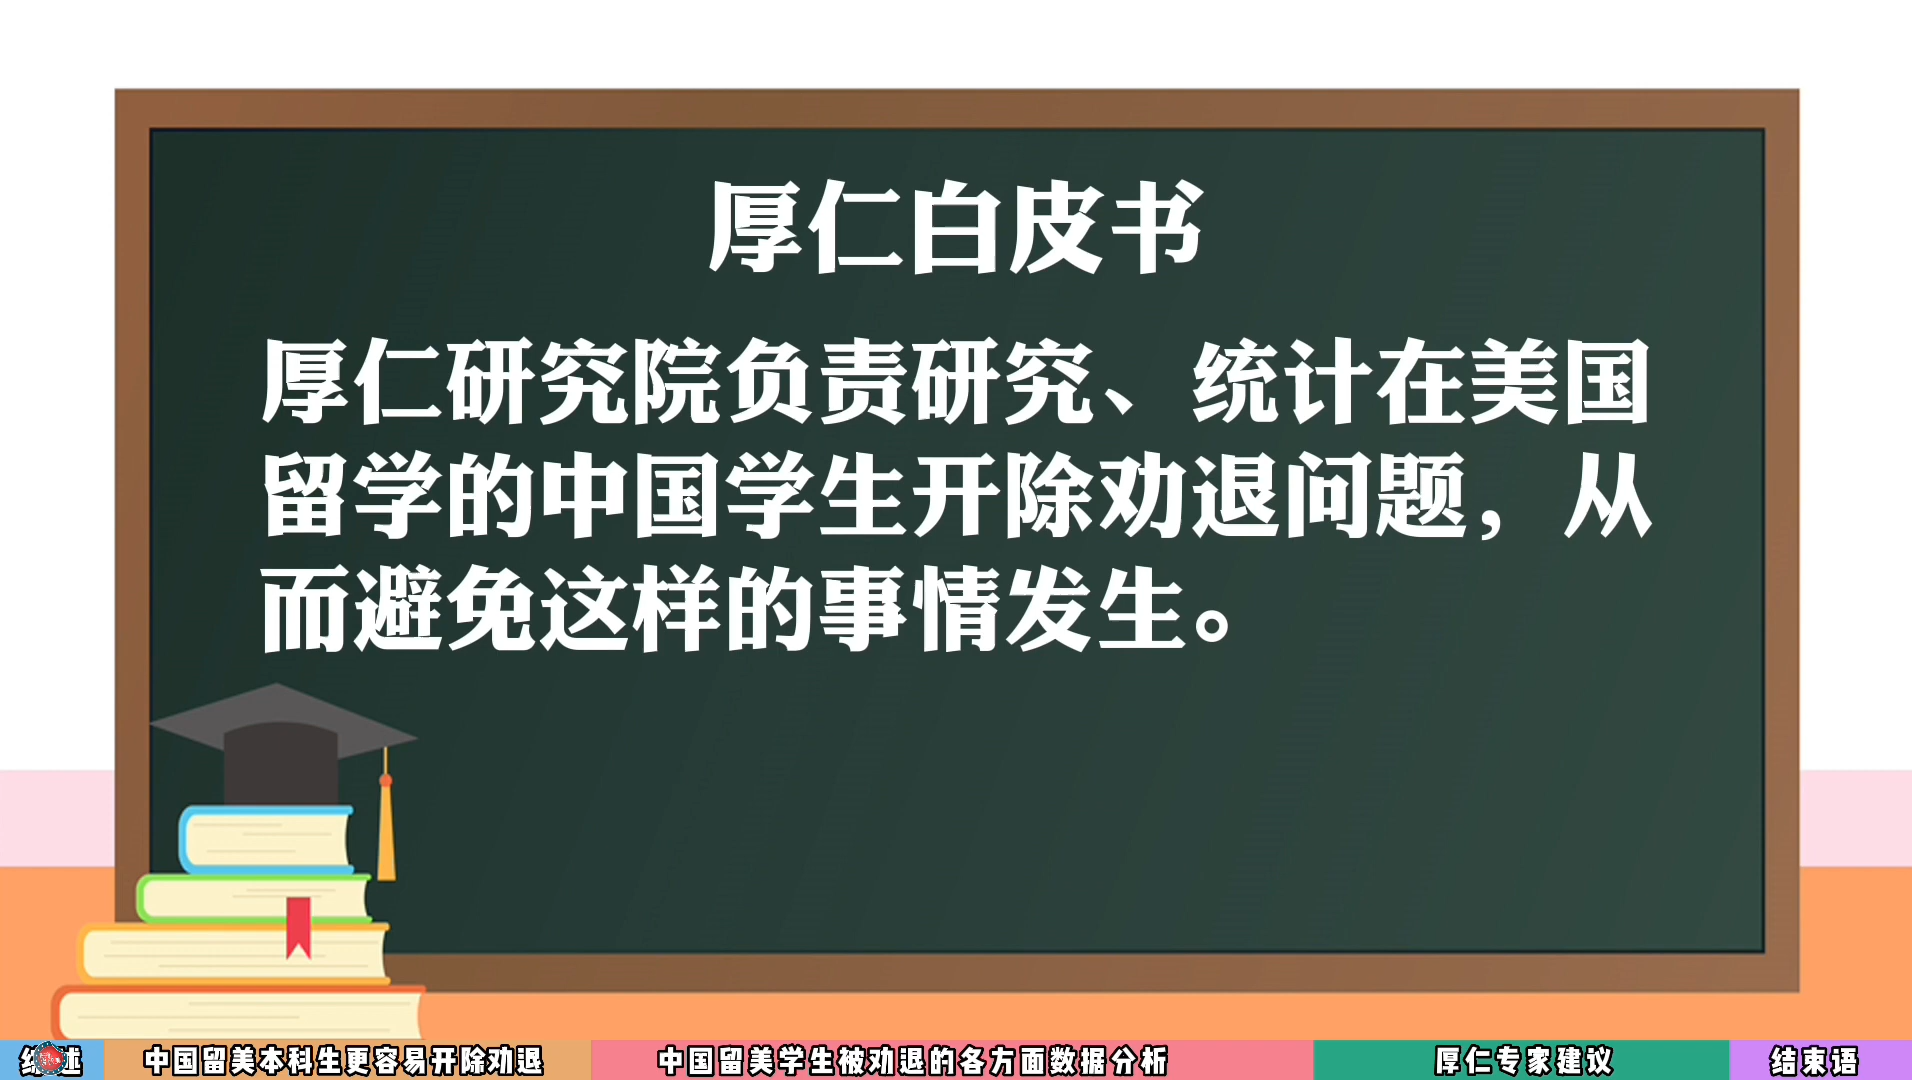 厚仁白皮书
厚仁研究院负责研究、统计在美国
留学的中国学生开除劝退问题，从
而避免这样的事情发生。
综述
中国留美本科生更容易开除劝退
中国留美学生被劝退的各方面数据分析
厚仁专家建议
结束语